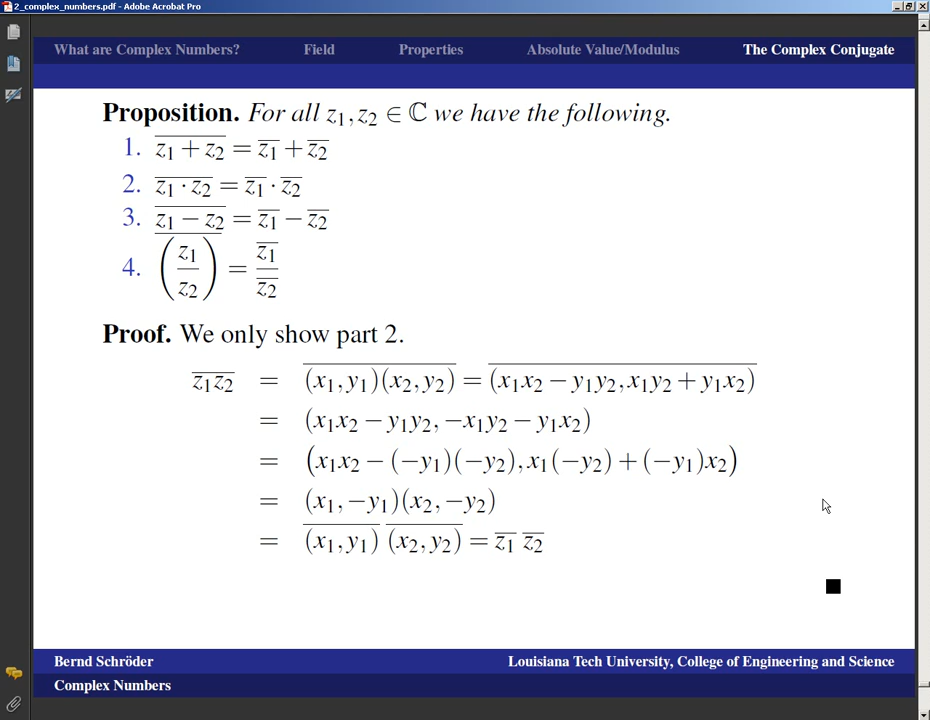 2_complex_numbers.pdf - Adobe Acrobat Pro
What are Complex Numbers? Field Properties Absolute Value/Modulus The Complex Conjugate
Proposition. For all z₁, z₂ ∈ ℂ we have the following.
1. \overline{z₁ + z₂} = \overline{z₁} + \overline{z₂}
2. \overline{z₁ · z₂} = \overline{z₁} · \overline{z₂}
3. \overline{z₁ − z₂} = \overline{z₁} − \overline{z₂}
4. \overline{(z₁/z₂)} = \overline{z₁}/\overline{z₂}
Proof. We only show part 2.
\overline{z₁z₂} = \overline{(x₁,y₁)(x₂,y₂)} = \overline{(x₁x₂ − y₁y₂, x₁y₂ + y₁x₂)}
= (x₁x₂ − y₁y₂, −x₁y₂ − y₁x₂)
= (x₁x₂ − (−y₁)(−y₂), x₁(−y₂) + (−y₁)x₂)
= (x₁, −y₁)(x₂, −y₂)
= \overline{(x₁,y₁)} \overline{(x₂,y₂)} = \overline{z₁} \overline{z₂}
■
Bernd Schröder Louisiana Tech University, College of Engineering and Science
Complex Numbers